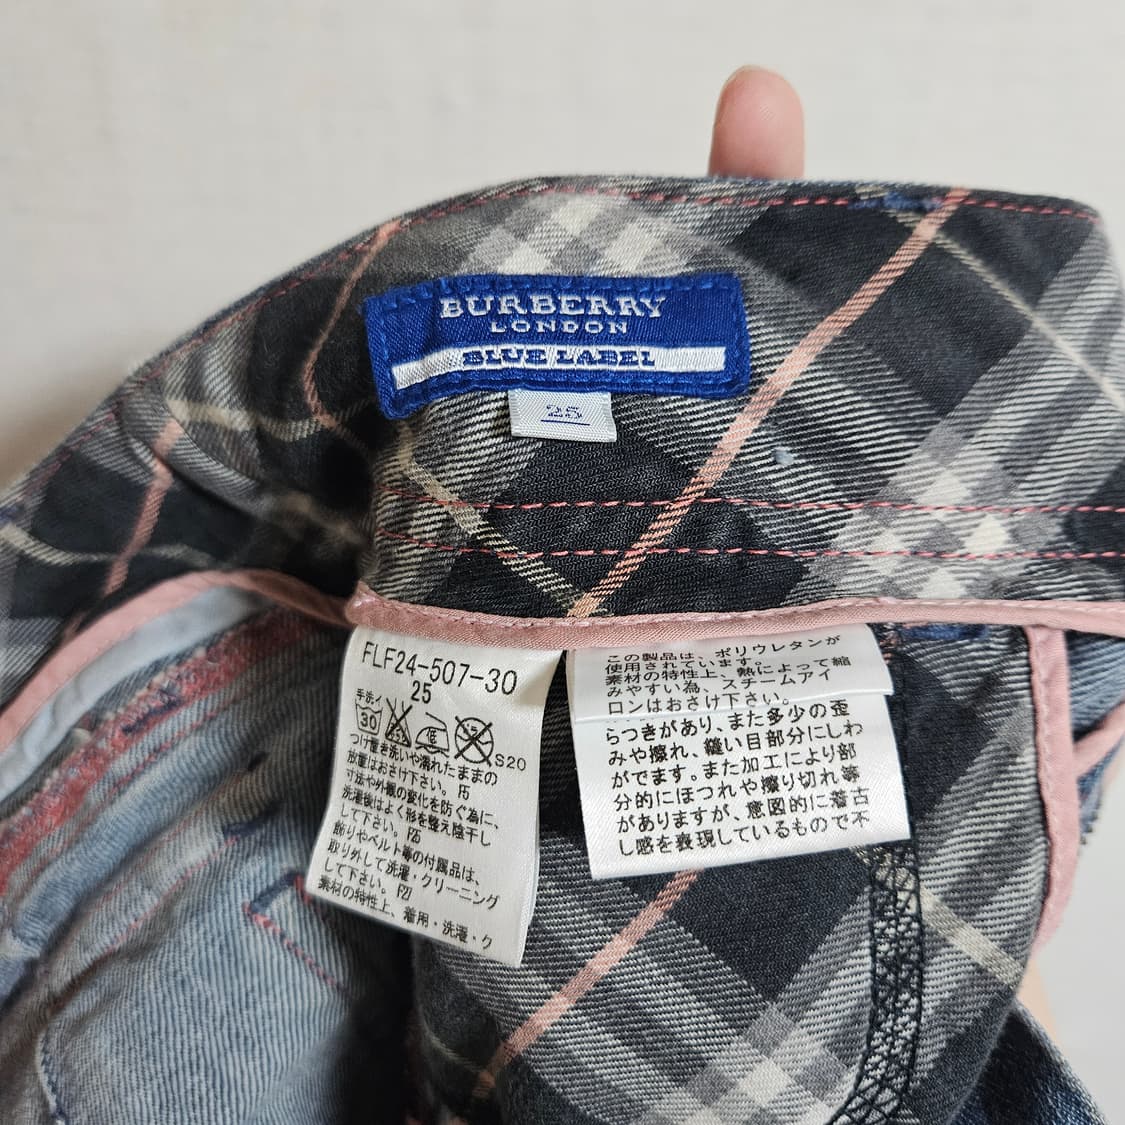 BURBERRY
LONDON
BLUE LABEL
25
FLF24-507-30
25
手洗イ
30
低
S20
つけ置き洗いや濡れたままの
放置はおさけ下さい。
寸法や外観の変化を防ぐ為に、
洗濯後はよく形を整え陰干し
して下さい。
飾りやベルト等の付属品は、
取り外して洗濯・クリーニング
して下さい。
素材の特性上、着用・洗濯・ク
この製品は、ポリウレタンが
使用されています。
素材の特性上、熱によって縮
みやすい為、スチームアイ
ロンはおさけ下さい。
らつきがあり、また多少の歪
みや擦れ、縫い目部分にしわ
がでます。また加工により部
分的にほつれや擦り切れ等
がありますが、意図的に着古
し感を表現しているもので不